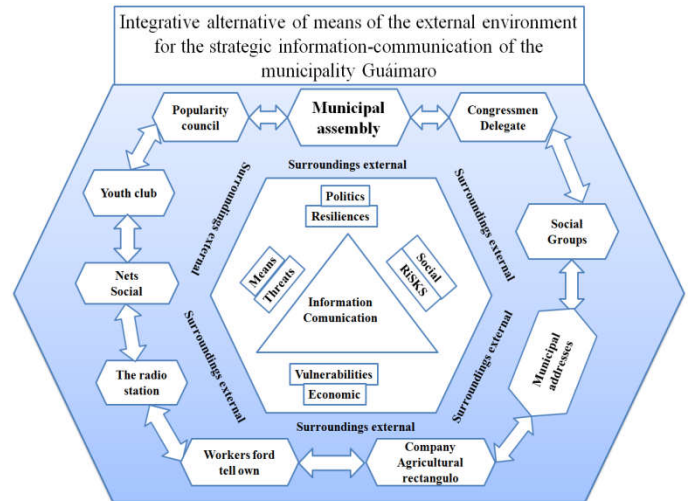 Integrative alternative of means of the external environment
for the strategic information-communication of the
municipality Guáimaro
Popularity
council
Municipal
assembly
Congressmen
Delegate
Surroundings external
Surroundings external
Surroundings external
Youth club
Politics
Resiliences
Social
Groups
Means
Threats
Social
RiSKS
Nets
Social
Information
Comunication
Surroundings external
Surroundings external
Municipal
addresses
The radio
station
Vulnerabilities
Economic
Surroundings external
Workers ford
tell own
Company
Agricultural
rectangulo